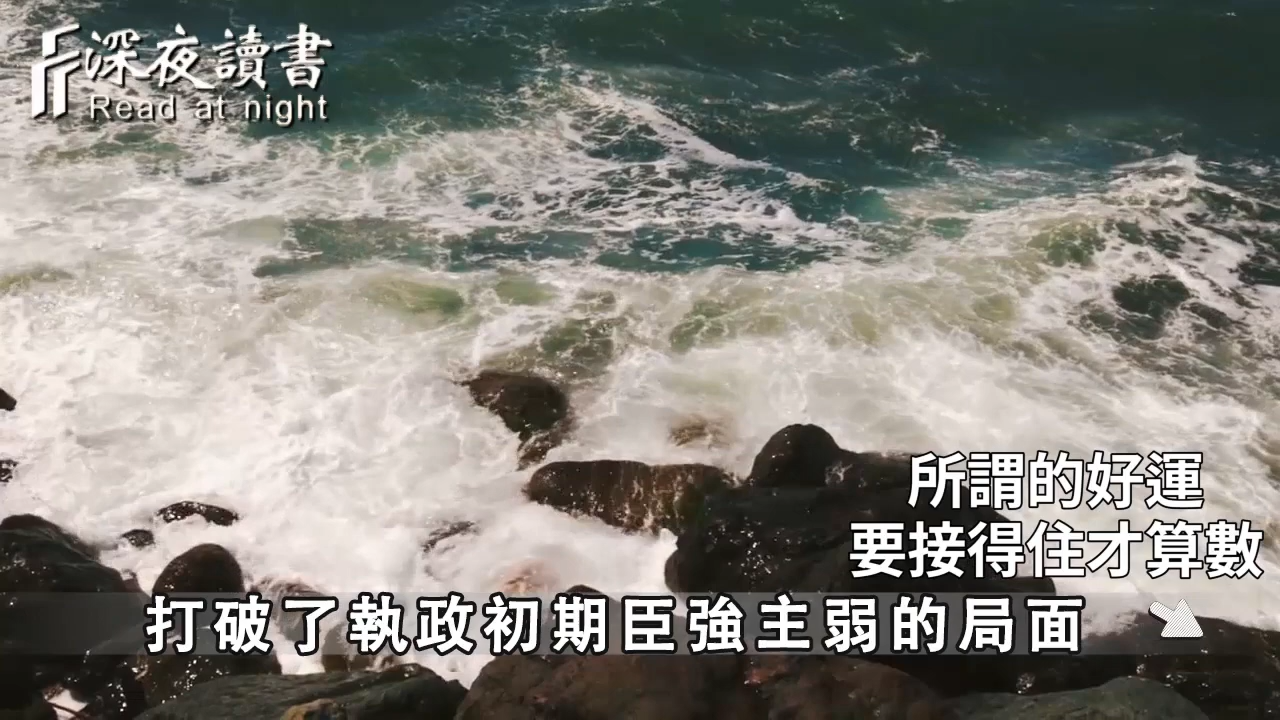 深夜讀書
Read at night
所謂的好運
要接得住才算數
打破了執政初期臣強主弱的局面